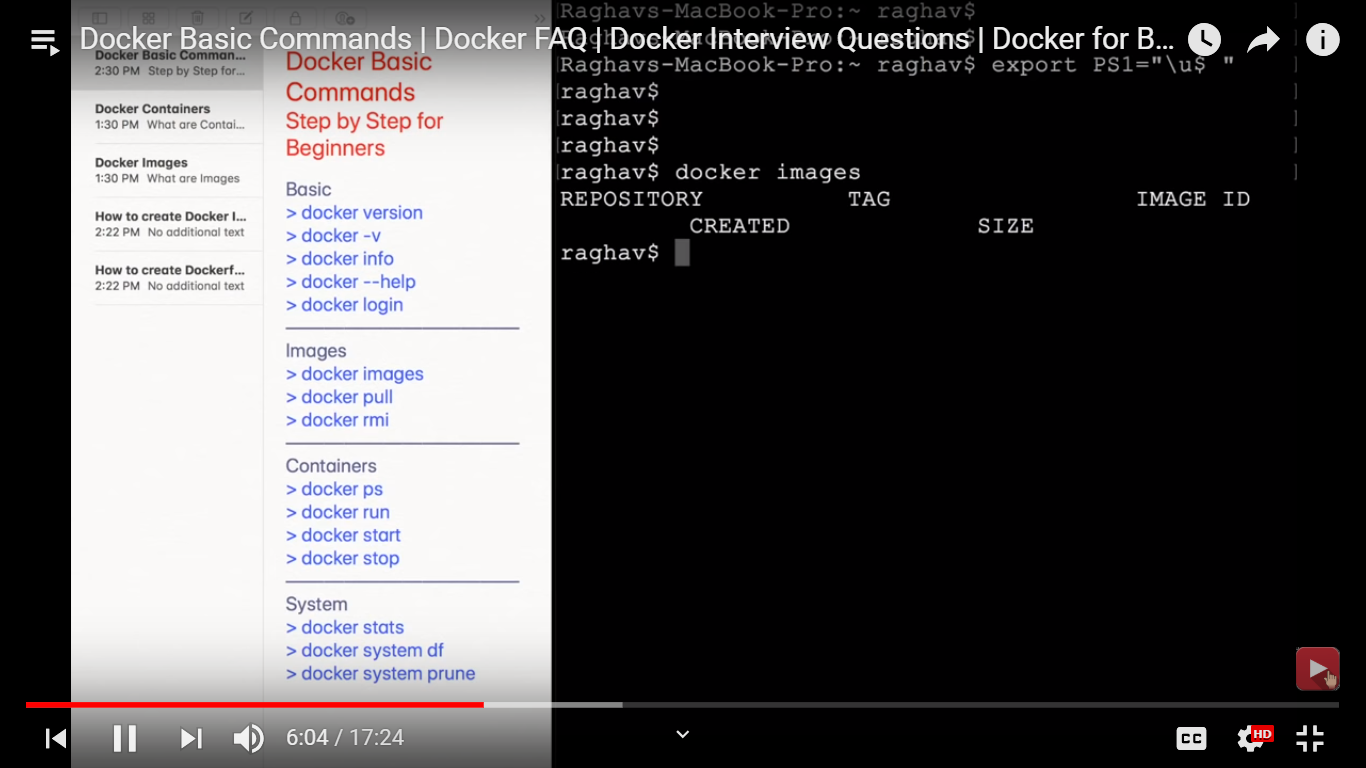 Docker Basic Commands | Docker FAQ | Docker Interview Questions | Docker for B...
Docker Basic Comman...
2:30 PM Step by Step for...
Docker Containers
1:30 PM What are Contai...
Docker Images
1:30 PM What are Images
How to create Docker I...
2:22 PM No additional text
How to create Dockerf...
2:22 PM No additional text
Docker Basic
Commands
Step by Step for
Beginners
Basic
> docker version
> docker -v
> docker info
> docker --help
> docker login
Images
> docker images
> docker pull
> docker rmi
Containers
> docker ps
> docker run
> docker start
> docker stop
System
> docker stats
> docker system df
> docker system prune
Raghavs-MacBook-Pro:~ raghav$
Raghavs-MacBook-Pro:~ raghav$
Raghavs-MacBook-Pro:~ raghav$ export PS1="\u$ "
raghav$
raghav$
raghav$
raghav$ docker images
REPOSITORY TAG IMAGE ID
CREATED SIZE
raghav$
6:04 / 17:24
CC
HD